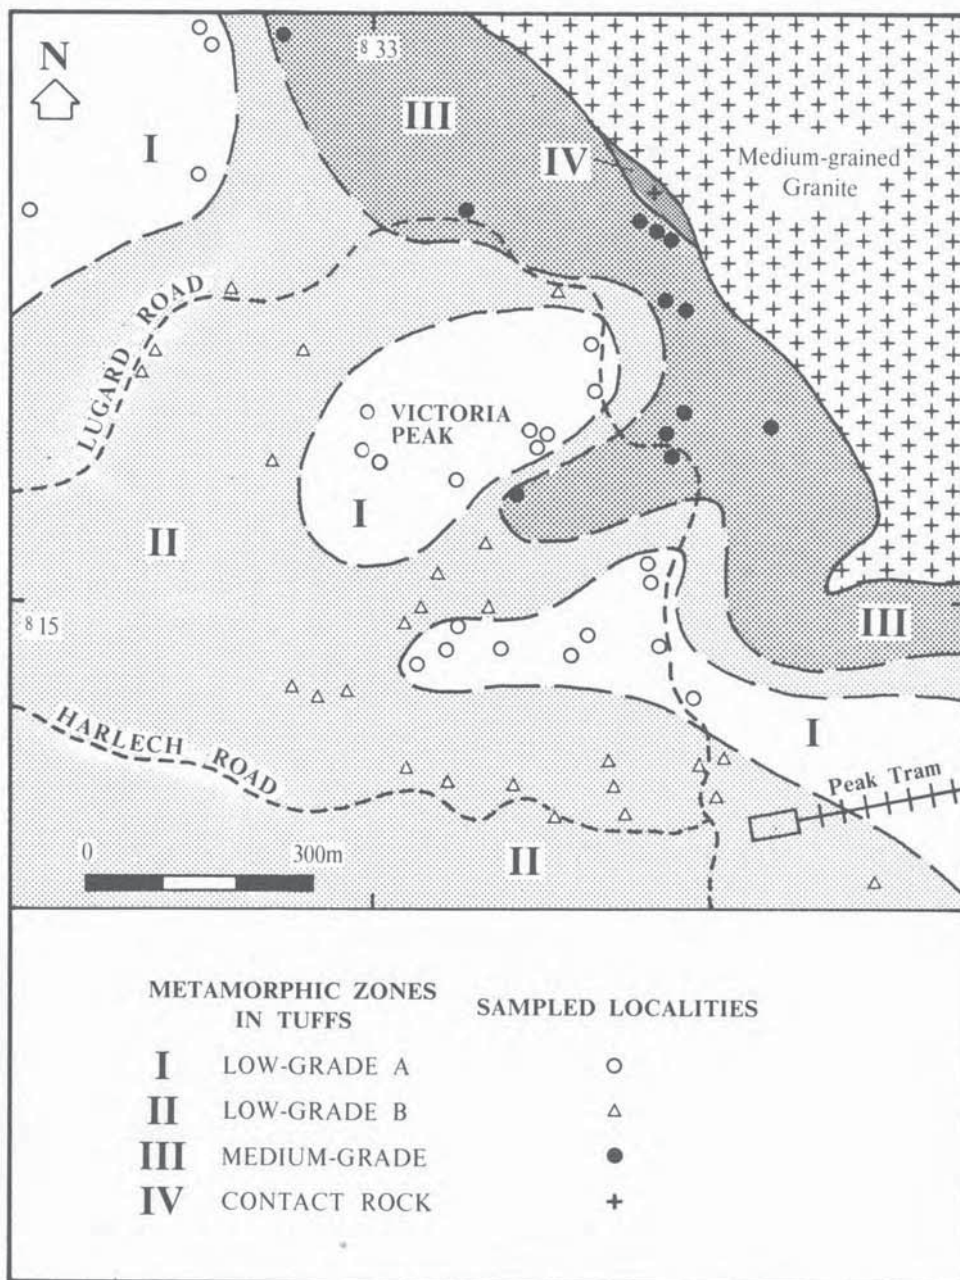 N
8 33
III
I
IV
Medium-grained
Granite
LUGARD ROAD
VICTORIA
PEAK
I
II
8 15
III
HARLECH ROAD
I
Peak Tram
0 300m
II
METAMORPHIC ZONES
IN TUFFS
SAMPLED LOCALITIES
I LOW-GRADE A
II LOW-GRADE B
III MEDIUM-GRADE
IV CONTACT ROCK